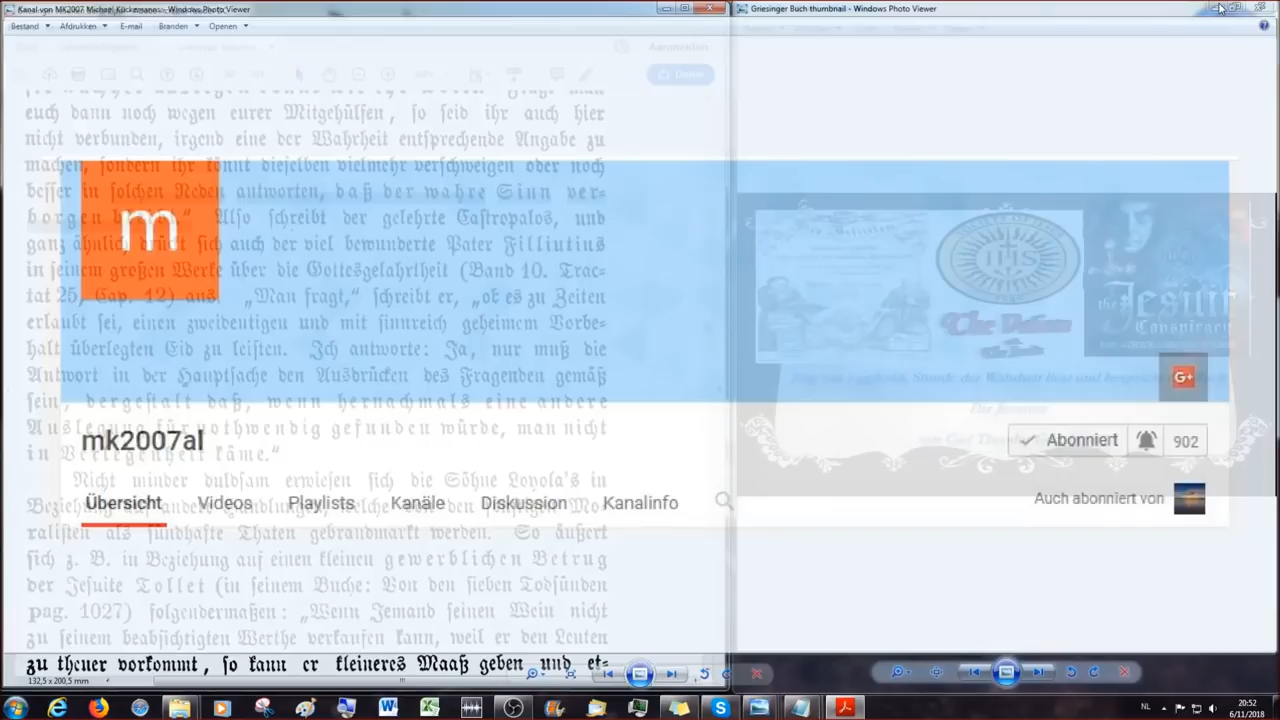 Kanal von MK2007 Michael Kückelmann - Windows Photo Viewer
Bestand Afdrukken E-mail Branden Openen
Aanmelden
Delen
euch dann noch wegen eurer Mitgehülfen, so seid ihr auch hier
nicht verbunden, irgend eine der Wahrheit entsprechende Angabe zu
machen, sondern ihr könnt dieselben vielmehr verschweigen oder noch
besser in solchen Reden antworten, daß der wahre Sinn ver-
borgen Also schreibt der gelehrte Castropalos, und
ganz ähnlich drückt sich auch der viel bewunderte Pater Filliutius
in seinem großen Werke über die Gottesgelahrtheit (Band 10. Trac-
tat 25, Cap. 12) aus. „Man fragt,“ schreibt er, „ob es zu Zeiten
erlaubt sei, einen zweideutigen und mit sinnreich geheimem Vorbe-
halt überlegten Eid zu leisten. Ich antworte: Ja, nur muß die
Antwort in der Hauptsache den Ausdrücken des Fragenden gemäß
sein, dergestalt daß, wenn hernachmals eine andere
Auslegung für nothwendig gefunden würde, man nicht
in Verlegenheit käme.“
Nicht minder duldsam erwiesen sich die Söhne Loyola's in
Beziehung auf andere Handlungen, welche von den sonstigen Mo-
ralisten als sündhafte Thaten gebrandmarkt werden. So äußert
sich z. B. in Beziehung auf einen kleinen gewerblichen Betrug
der Jesuite Tollet (in seinem Buche: Von den sieben Todsünden
pag. 1027) folgendermaßen: „Wenn Jemand seinen Wein nicht
zu seinem beabsichtigten Werthe verkaufen kann, weil er den Leuten
zu theuer vorkommt, so kann er kleineres Maaß geben und et-
132,5 x 200,5 mm
m
mk2007al
Übersicht Videos Playlists Kanäle Diskussion Kanalinfo
Griesinger Buch thumbnail - Windows Photo Viewer
IHS
the Jesuit
Conspiracy
Die Jesuiten
G+
Abonniert 902
Auch abonniert von
NL
20:52
6/11/2018